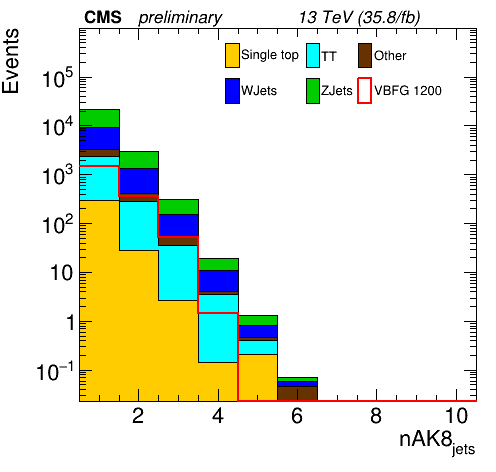 CMS preliminary 13 TeV (35.8/fb)
Events
Single top TT Other
WJets ZJets VBFG 1200
10^5
10^4
10^3
10^2
10
1
10^−1
2 4 6 8 10
nAK8_jets